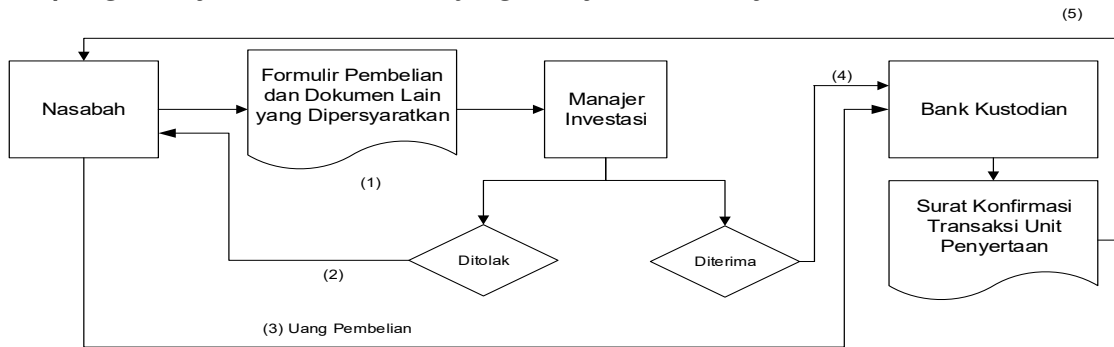 (5)
Nasabah
Formulir Pembelian
dan Dokumen Lain
yang Dipersyaratkan
(1)
Manajer
Investasi
(4)
Bank Kustodian
Surat Konfirmasi
Transaksi Unit
Penyertaan
Ditolak
Diterima
(2)
(3) Uang Pembelian